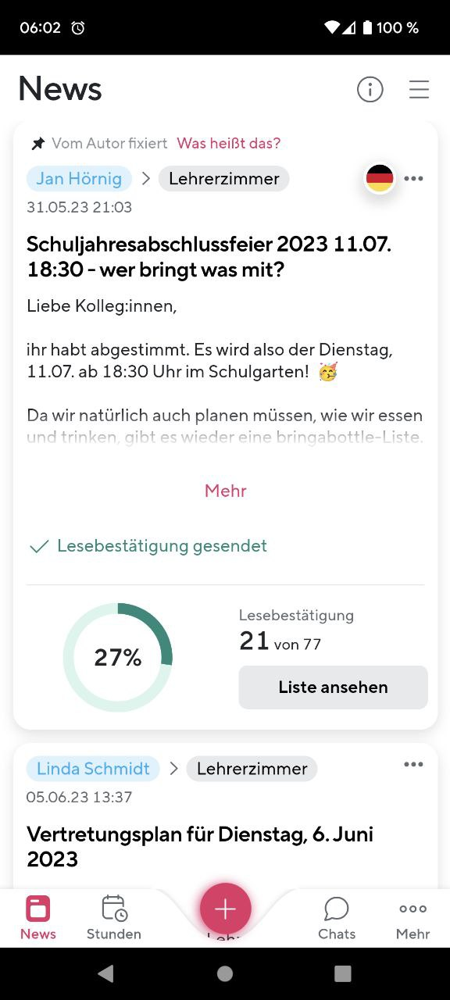 06:02
100 %
News
Vom Autor fixiert Was heißt das?
Jan Hörnig > Lehrerzimmer
31.05.23 21:03
Schuljahresabschlussfeier 2023 11.07.
18:30 - wer bringt was mit?
Liebe Kolleg:innen,
ihr habt abgestimmt. Es wird also der Dienstag,
11.07. ab 18:30 Uhr im Schulgarten! 🥳
Da wir natürlich auch planen müssen, wie wir essen
und trinken, gibt es wieder eine bringabottle-Liste.
Mehr
Lesebestätigung gesendet
27%
Lesebestätigung
21 von 77
Liste ansehen
Linda Schmidt > Lehrerzimmer
05.06.23 13:37
Vertretungsplan für Dienstag, 6. Juni
2023
News
Stunden
Chats
Mehr